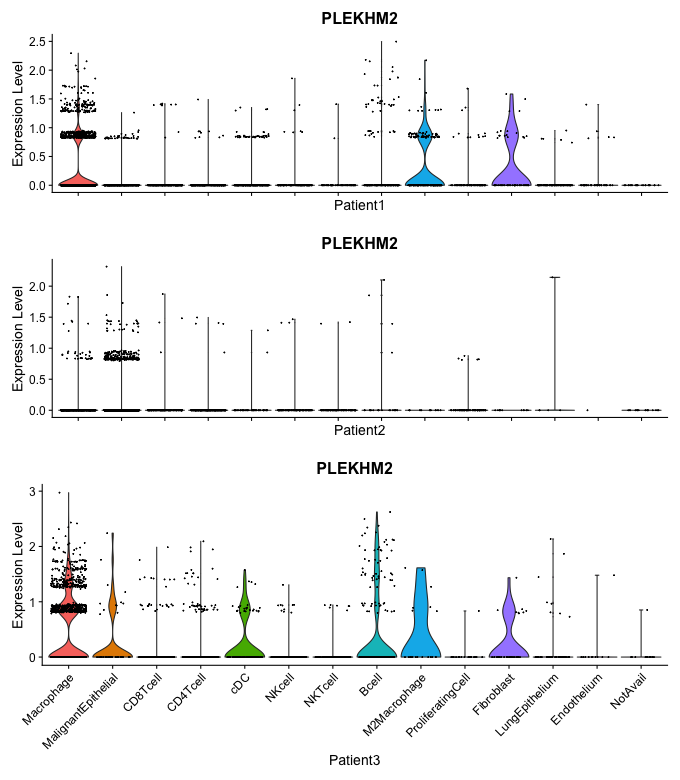 PLEKHM2
Expression Level
2.5
2.0
1.5
1.0
0.5
0.0
Patient1
PLEKHM2
Expression Level
2.0
1.5
1.0
0.5
0.0
Patient2
PLEKHM2
Expression Level
3
2
1
0
Macrophage
MalignantEpithelial
CD8Tcell
CD4Tcell
cDC
NKcell
NKTcell
Bcell
M2Macrophage
ProliferatingCell
Fibroblast
LungEpithelium
Endothelium
NotAvail
Patient3